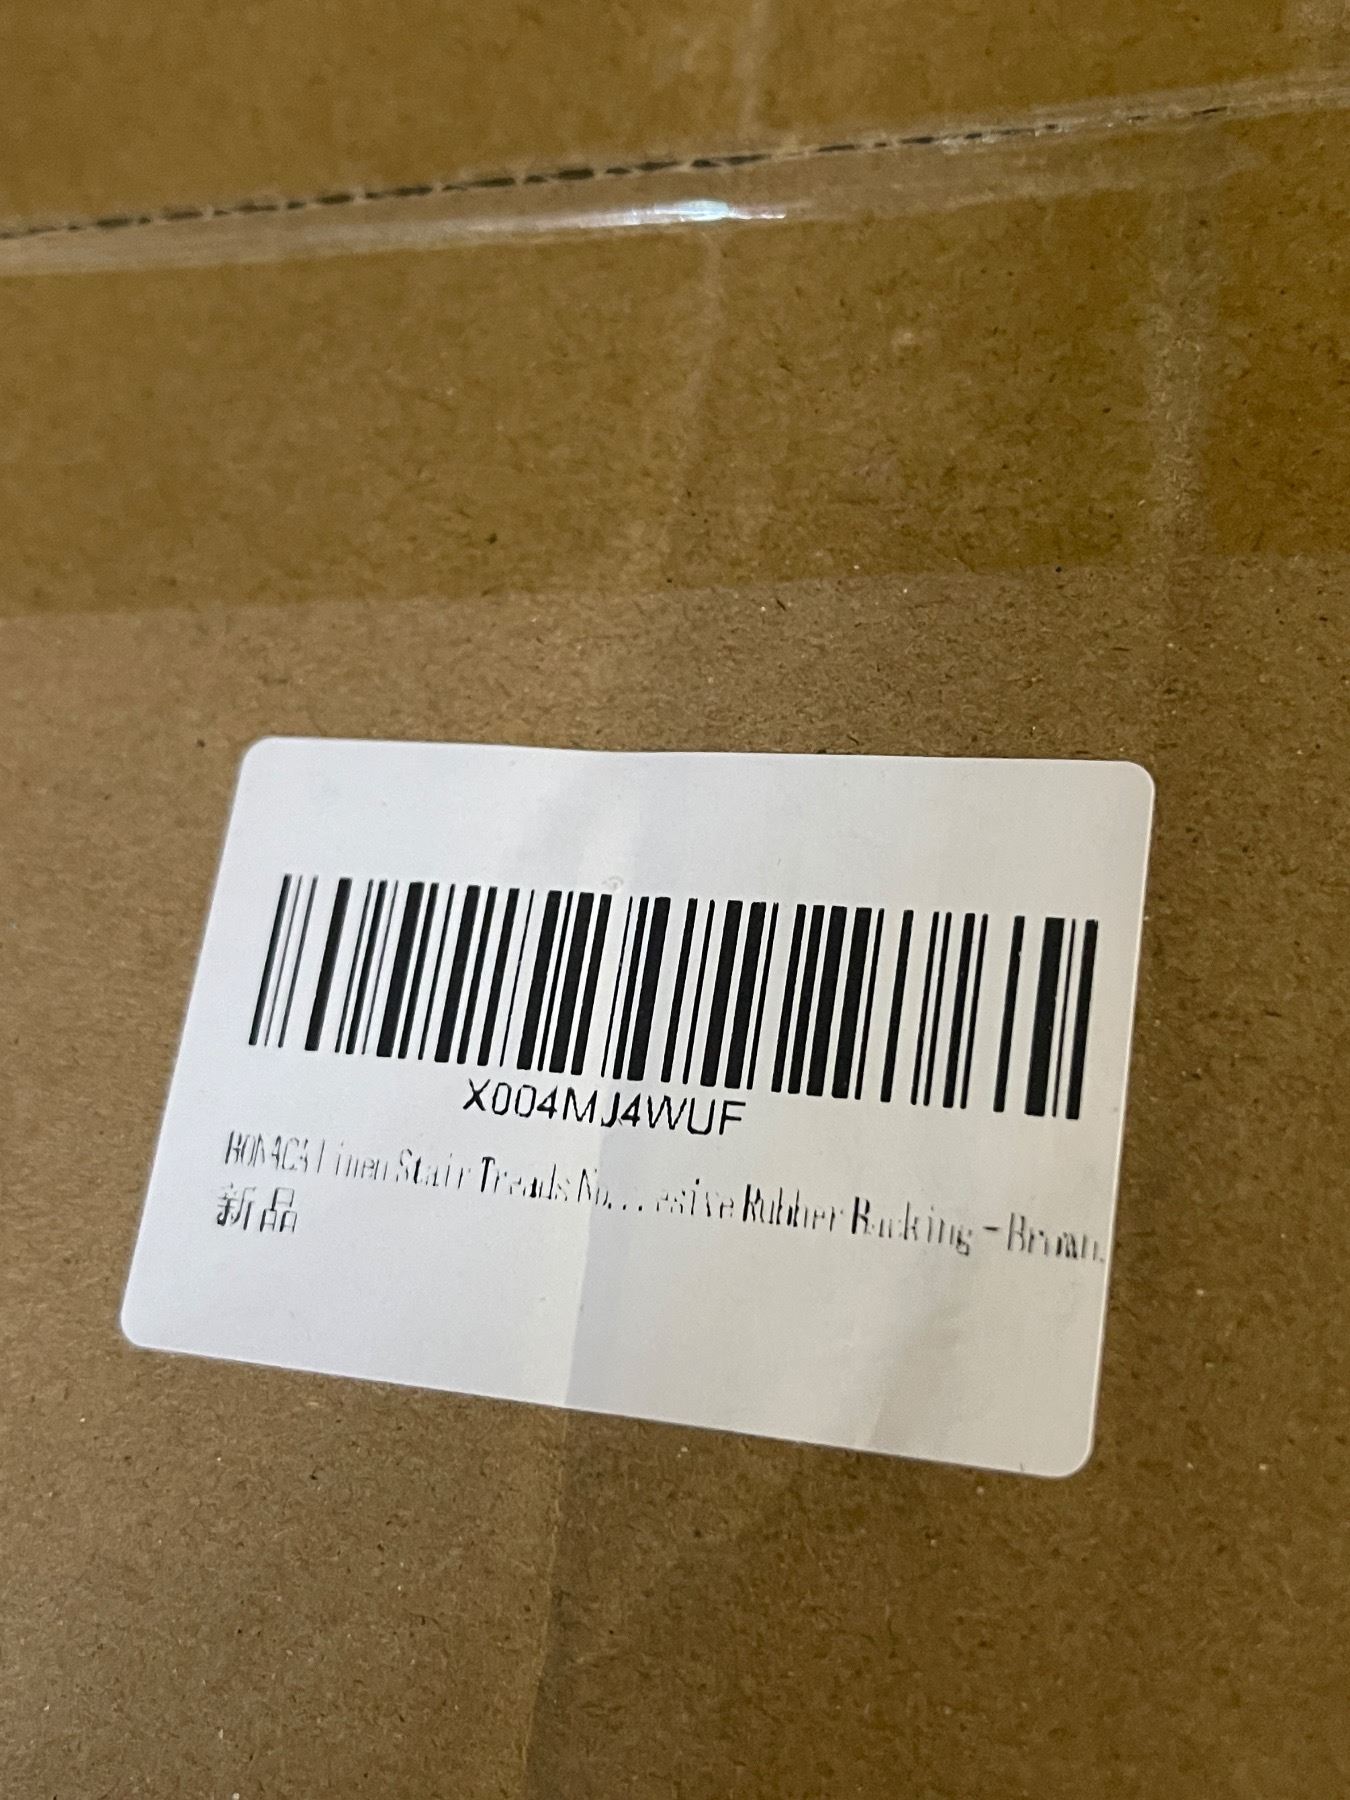 X004MJ4WUF
Linen Stair Treads No...esive Rubber Backing - Brown,
新品